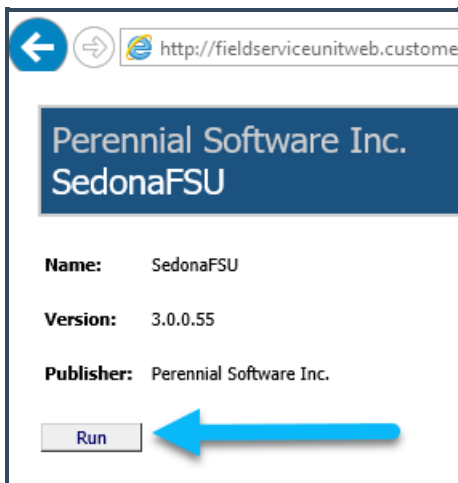 http://fieldserviceunitweb.custome
Perennial Software Inc.
SedonaFSU
Name: SedonaFSU
Version: 3.0.0.55
Publisher: Perennial Software Inc.
Run